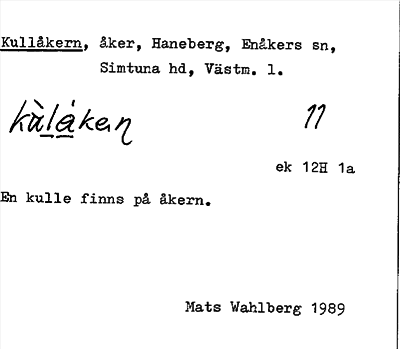 Kullåkern, åker, Haneberg, Enåkers sn,
Simtuna hd, Västm. l.
11
ek 12H 1a
En kulle finns på åkern.
Mats Wahlberg 1989